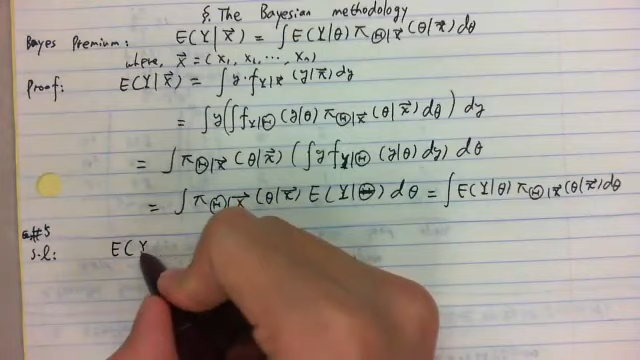 §. The Bayesian methodology
Bayes Premium: E(Y|x⃗) = ∫E(Y|θ) π_Θ|x⃗ (θ|x⃗) dθ
where, x⃗ = (x₁, x₂, ..., xₙ)
Proof: E(Y|x⃗) = ∫ y·f_Y|x⃗ (y|x⃗) dy
= ∫y(∫f_Y|Θ (y|θ) π_Θ|x⃗ (θ|x⃗) dθ) dy
= ∫ π_Θ|x⃗ (θ|x⃗) (∫y f_Y|Θ (y|θ) dy) dθ
= ∫ π_Θ|x⃗ (θ|x⃗) E(Y|Θ) dθ = ∫E(Y|θ) π_Θ|x⃗ (θ|x⃗) dθ
#5
s.l: E(Y